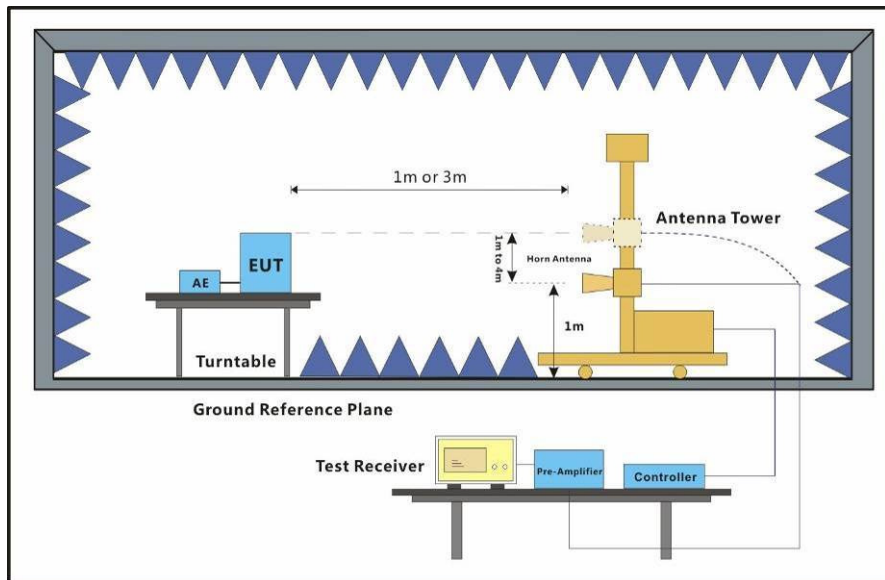 1m or 3m
Antenna Tower
1m to 4m
Horn Antenna
EUT
AE
1m
Turntable
Ground Reference Plane
Test Receiver
Pre-Amplifier
Controller